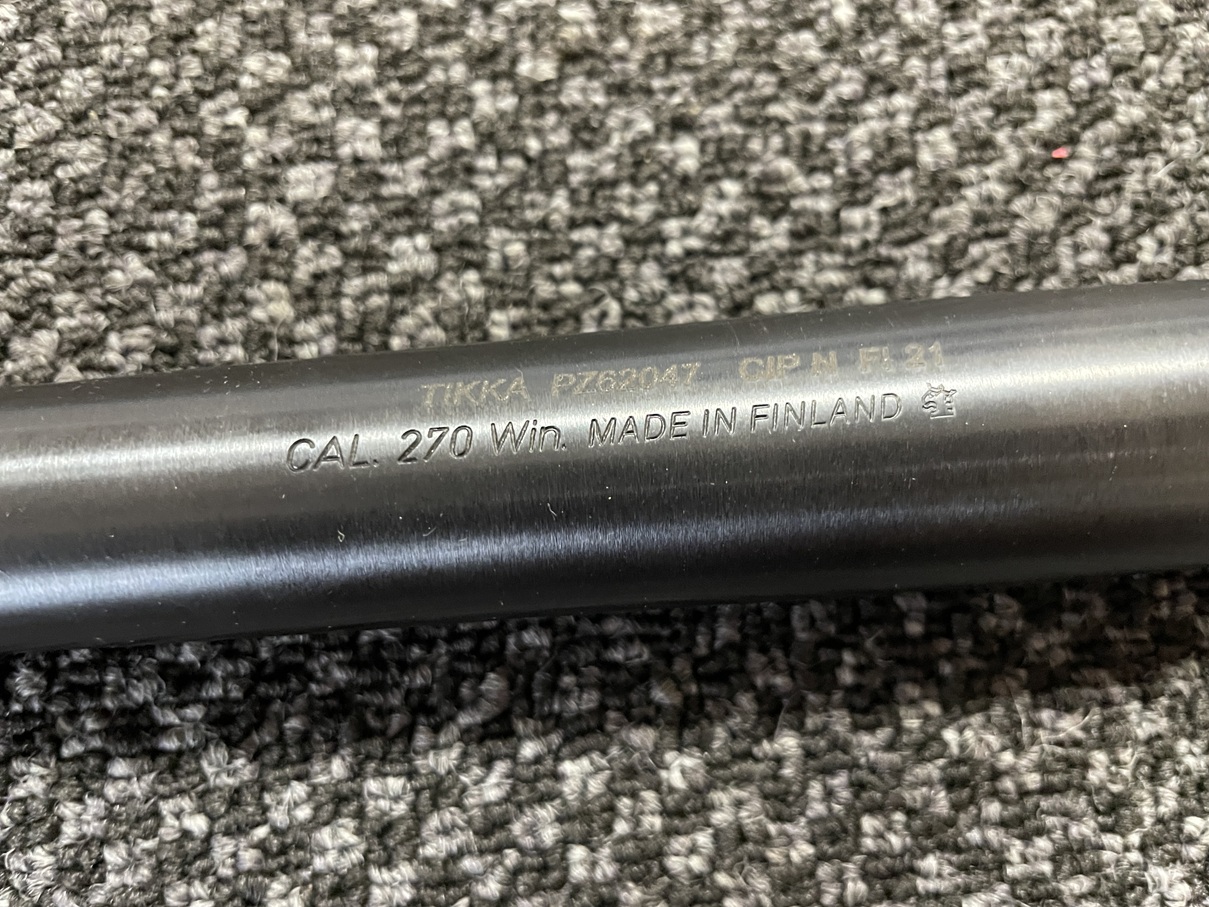 TIKKA PZ62047 CIP N FI 21
CAL. 270 Win. MADE IN FINLAND